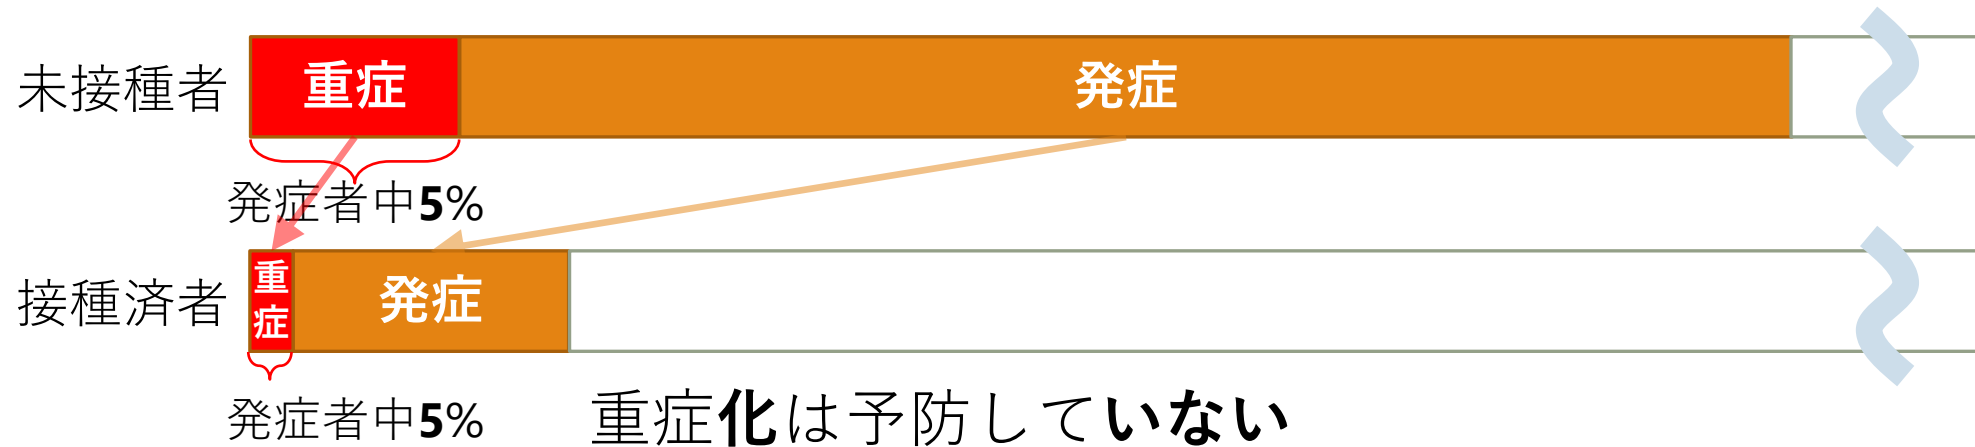 未接種者 重症 発症
発症者中5%
接種済者 重症 発症
発症者中5%
重症化は予防していない